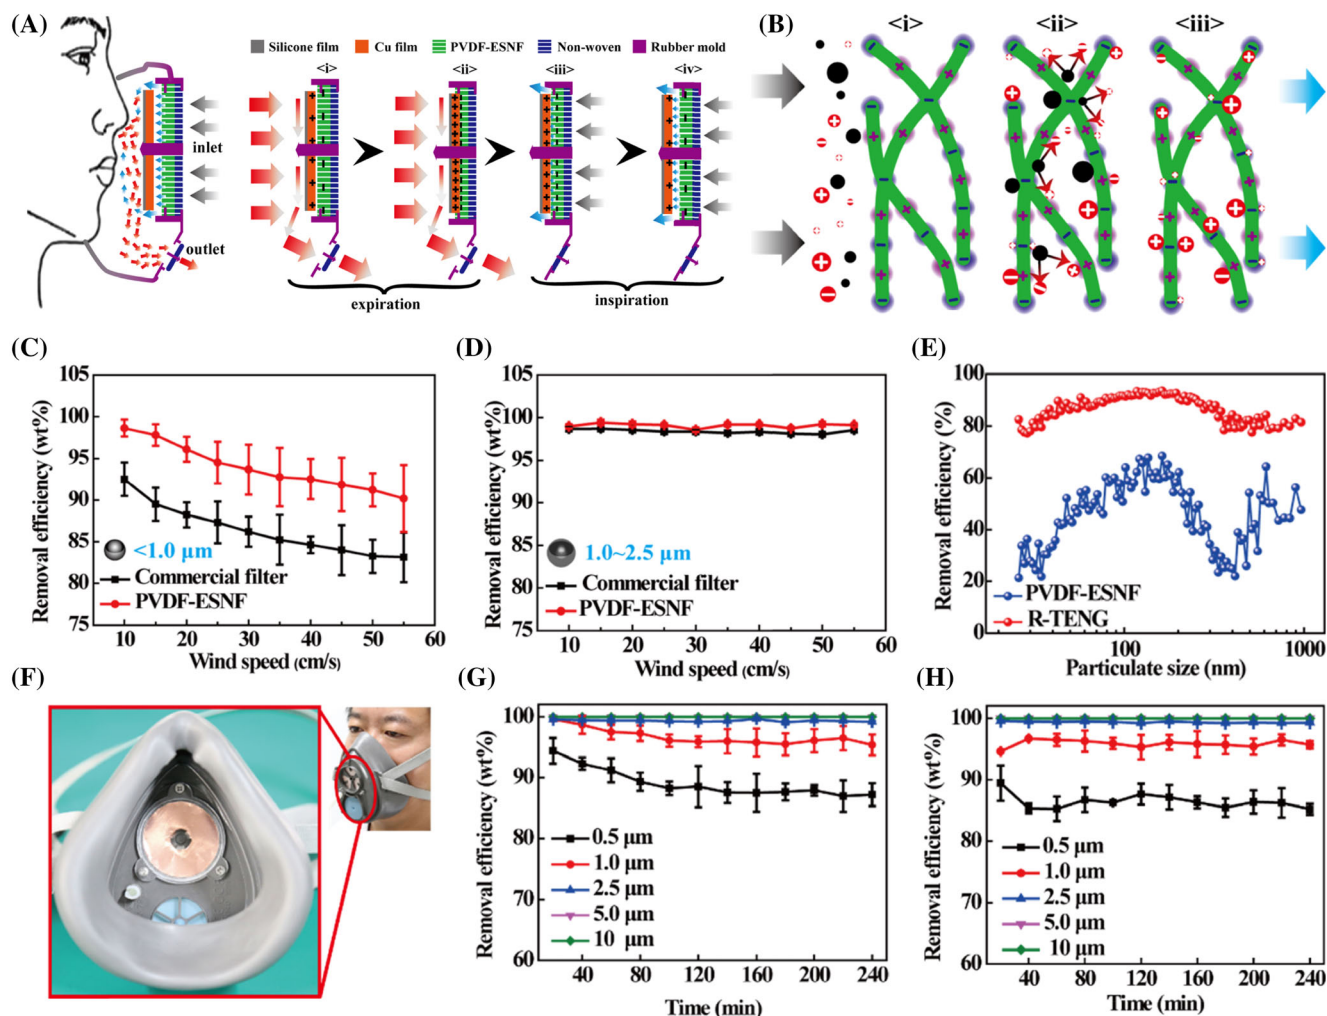 (A)
Silicone film Cu film PVDF-ESNF Non-woven Rubber mold
<i> <ii> <iii> <iv>
inlet
outlet
expiration
inspiration
(B)
<i> <ii> <iii>
(C)
Removal efficiency (wt%)
105
100
95
90
85
80
75
<1.0 μm
Commercial filter
PVDF-ESNF
10 20 30 40 50 60
Wind speed (cm/s)
(D)
Removal efficiency (wt%)
105
100
95
90
85
80
75
1.0~2.5 μm
Commercial filter
PVDF-ESNF
10 20 30 40 50 60
Wind speed (cm/s)
(E)
Removal efficiency (%)
100
80
60
40
20
0
PVDF-ESNF
R-TENG
100 1000
Particulate size (nm)
(F)
(G)
Removal efficiency (wt%)
100
90
80
70
60
0.5 μm
1.0 μm
2.5 μm
5.0 μm
10 μm
40 80 120 160 200 240
Time (min)
(H)
Removal efficiency (wt%)
100
90
80
70
60
0.5 μm
1.0 μm
2.5 μm
5.0 μm
10 μm
40 80 120 160 200 240
Time (min)